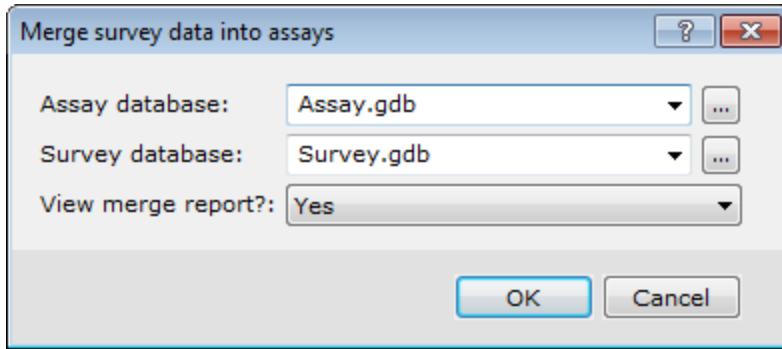 Merge survey data into assays
Assay database: Assay.gdb ...
Survey database: Survey.gdb ...
View merge report?: Yes
OK Cancel